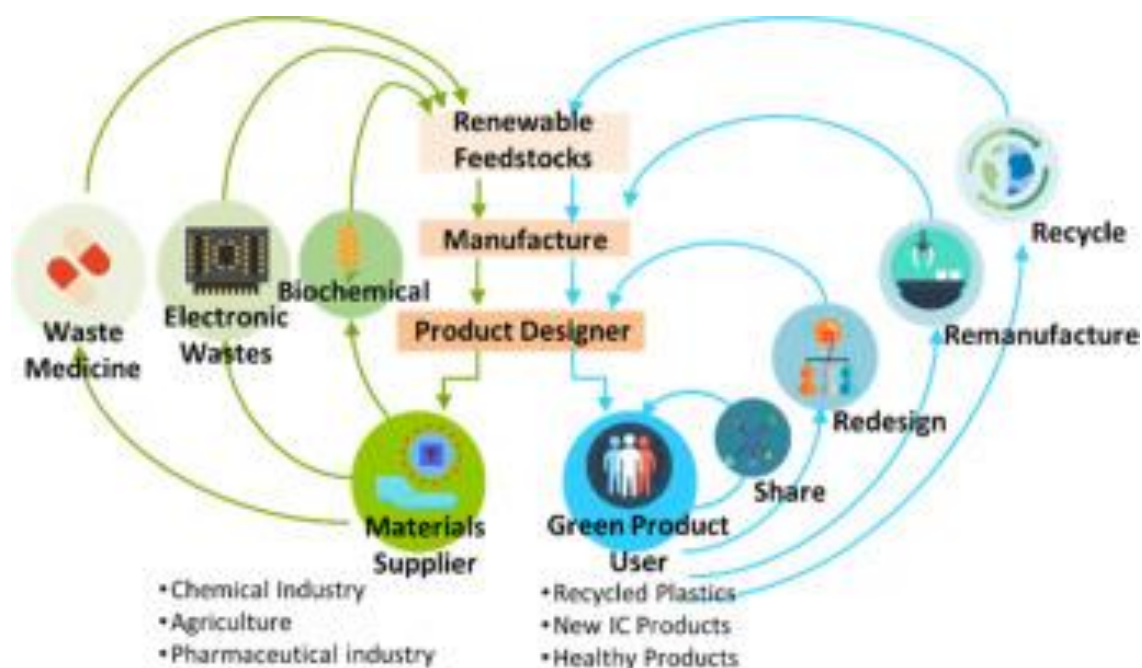 Renewable
Feedstocks
Manufacture
Product Designer
Waste
Medicine
Electronic
Wastes
Biochemical
Recycle
Remanufacture
Redesign
Share
Materials
Supplier
•Chemical Industry
•Agriculture
•Pharmaceutical industry
Green Product
User
•Recycled Plastics
•New IC Products
•Healthy Products